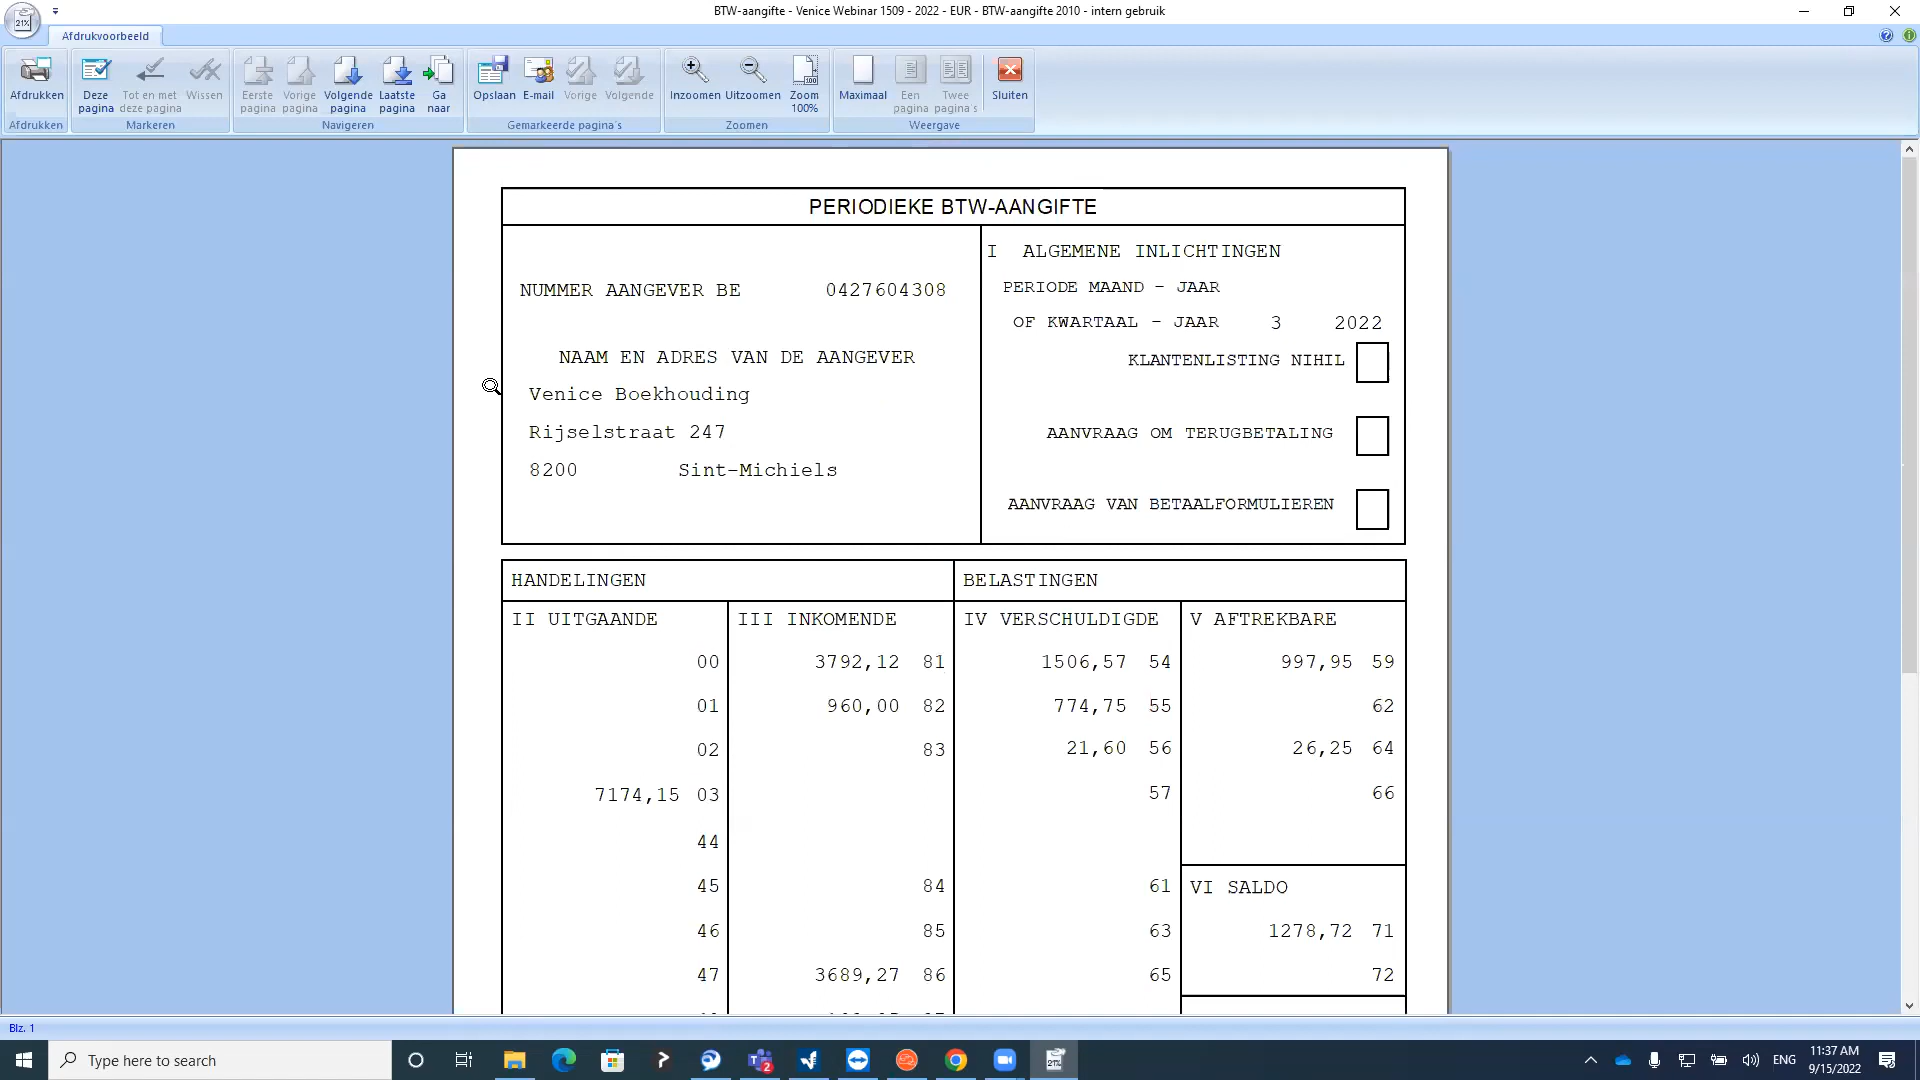 BTW-aangifte - Venice Webinar 1509 - 2022 - EUR - BTW-aangifte 2010 - intern gebruik
Afdrukvoorbeeld
Afdrukken
Deze pagina
Tot en met deze pagina
Wissen
Eerste pagina
Vorige pagina
Volgende pagina
Laatste pagina
Ga naar
Opslaan
E-mail
Vorige
Volgende
Inzoomen
Uitzoomen
Zoom 100%
Maximaal
Een pagina
Twee pagina's
Sluiten
Afdrukken
Markeren
Navigeren
Gemarkeerde pagina's
Zoomen
Weergave
PERIODIEKE BTW-AANGIFTE
NUMMER AANGEVER BE 0427604308
NAAM EN ADRES VAN DE AANGEVER
Venice Boekhouding
Rijselstraat 247
8200 Sint-Michiels
I ALGEMENE INLICHTINGEN
PERIODE MAAND - JAAR
OF KWARTAAL - JAAR 3 2022
KLANTENLISTING NIHIL
AANVRAAG OM TERUGBETALING
AANVRAAG VAN BETAALFORMULIEREN
HANDELINGEN BELASTINGEN
II UITGAANDE III INKOMENDE IV VERSCHULDIGDE V AFTREKBARE
00 3792,12 81 1506,57 54 997,95 59
01 960,00 82 774,75 55 62
02 83 21,60 56 26,25 64
7174,15 03 57 66
44
45 84 61 VI SALDO
46 85 63 1278,72 71
47 3689,27 86 65 72
Blz. 1
Type here to search
21%
2
ENG
11:37 AM
9/15/2022